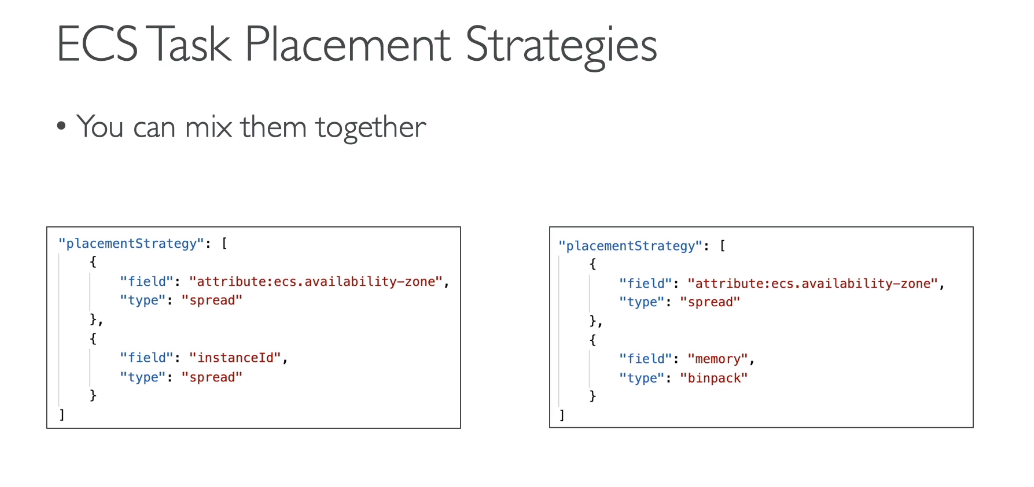 ECS Task Placement Strategies
• You can mix them together
"placementStrategy": [
{
"field": "attribute:ecs.availability-zone",
"type": "spread"
},
{
"field": "instanceId",
"type": "spread"
}
]
"placementStrategy": [
{
"field": "attribute:ecs.availability-zone",
"type": "spread"
},
{
"field": "memory",
"type": "binpack"
}
]